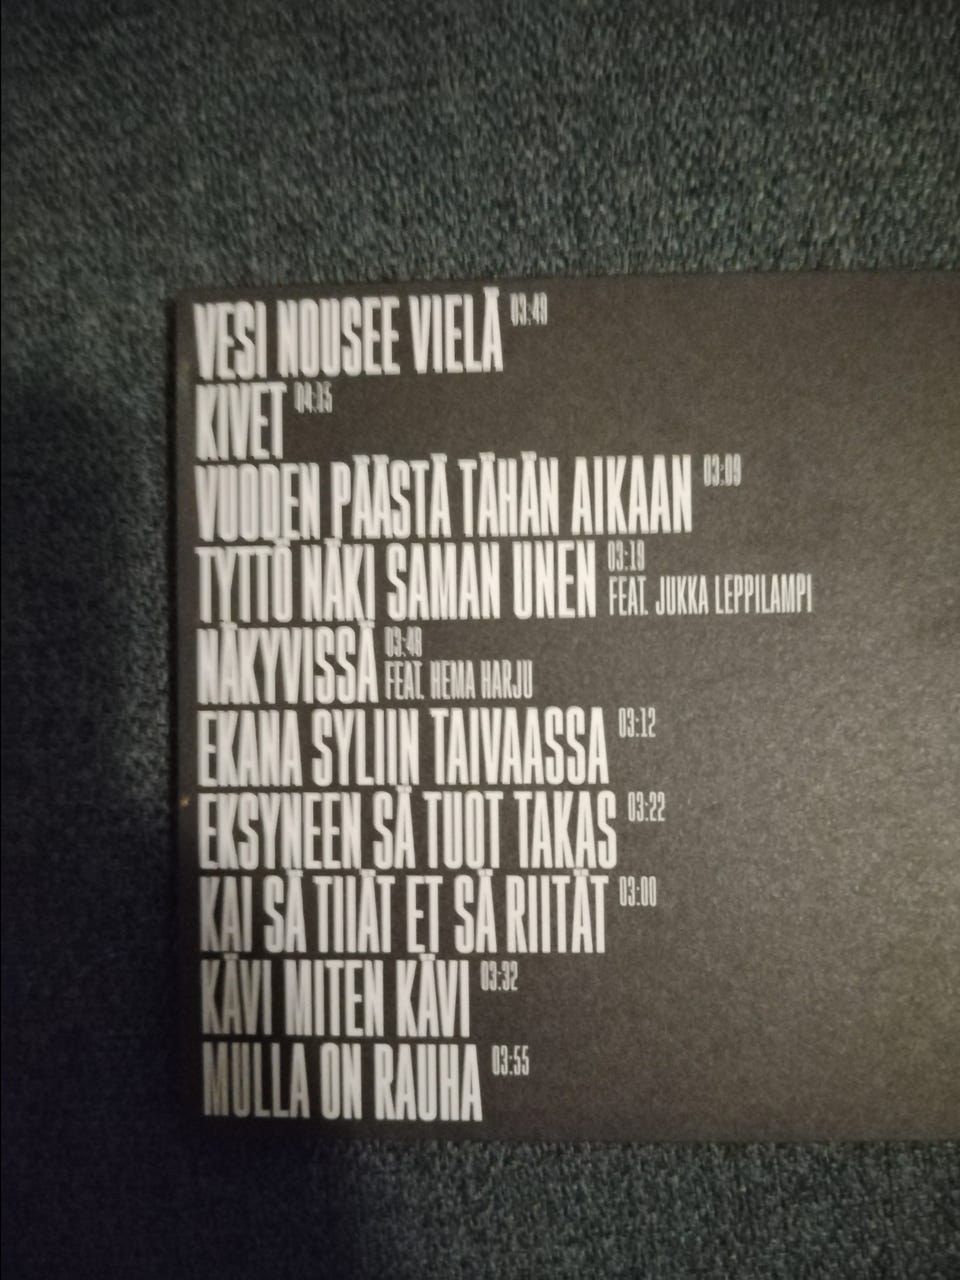 VESI NOUSEE VIELÄ 03:49
KIVET 04:15
VUODEN PÄÄSTÄ TÄHÄN AIKAAN 03:09
TYTTÖ NÄKI SAMAN UNEN 03:19
FEAT. JUKKA LEPPILAMPI
NÄKYVISSÄ 03:48
FEAT. HEMA HARJU
EKANA SYLIIN TAIVAASSA 03:12
EKSYNEEN SÄ TUOT TAKAS 03:22
KAI SÄ TIIÄT ET SÄ RIITÄT 03:00
KÄVI MITEN KÄVI 03:32
MULLA ON RAUHA 03:55